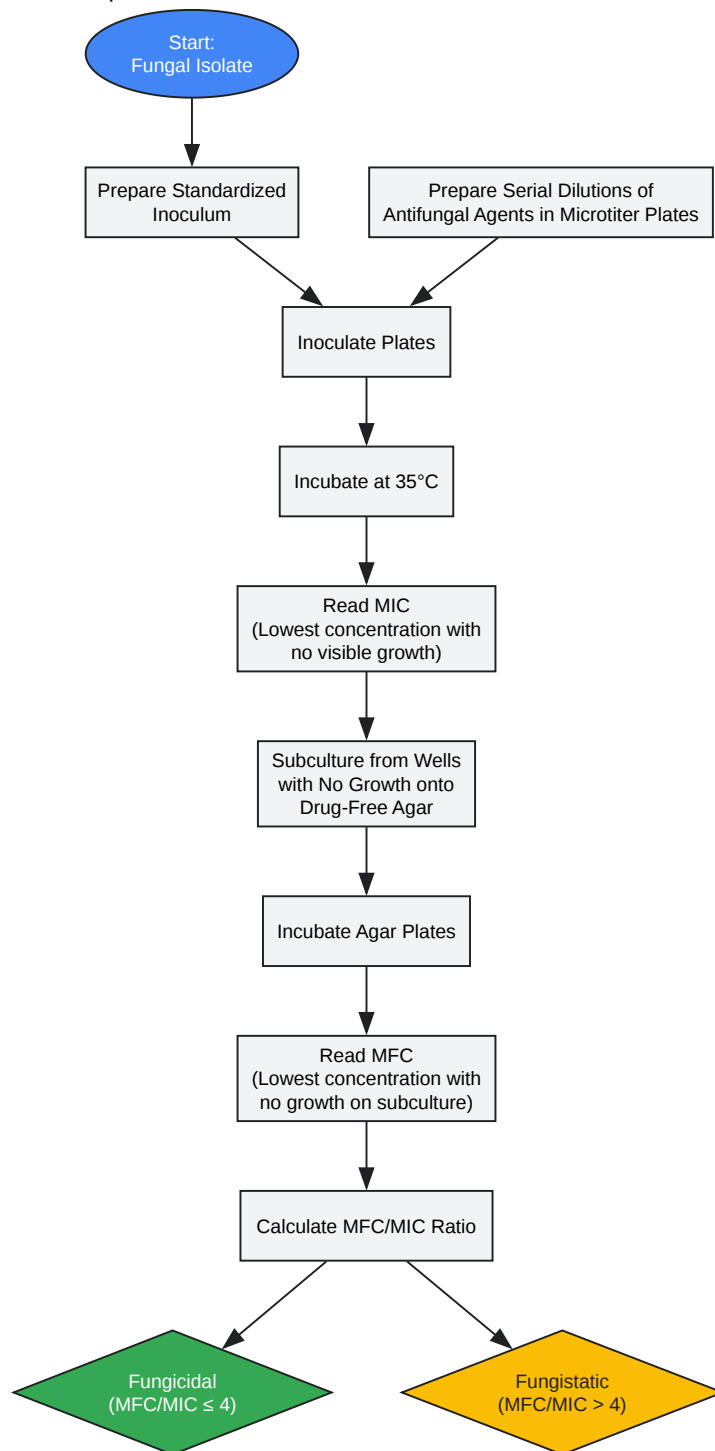 Start:
Fungal Isolate
Prepare Standardized
Inoculum
Prepare Serial Dilutions of
Antifungal Agents in Microtiter Plates
Inoculate Plates
Incubate at 35°C
Read MIC
(Lowest concentration with
no visible growth)
Subculture from Wells
with No Growth onto
Drug-Free Agar
Incubate Agar Plates
Read MFC
(Lowest concentration with
no growth on subculture)
Calculate MFC/MIC Ratio
Fungicidal
(MFC/MIC ≤ 4)
Fungistatic
(MFC/MIC > 4)